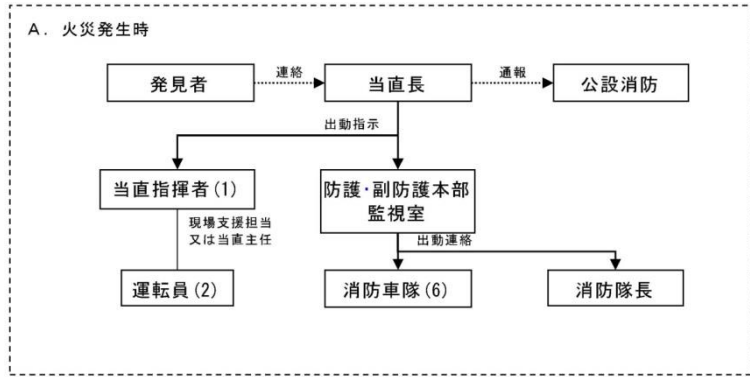 A. 火災発生時
発見者
連絡
当直長
通報
公設消防
出動指示
当直指揮者(1)
防護・副防護本部
監視室
現場支援担当
又は当直主任
出動連絡
運転員(2)
消防車隊(6)
消防隊長